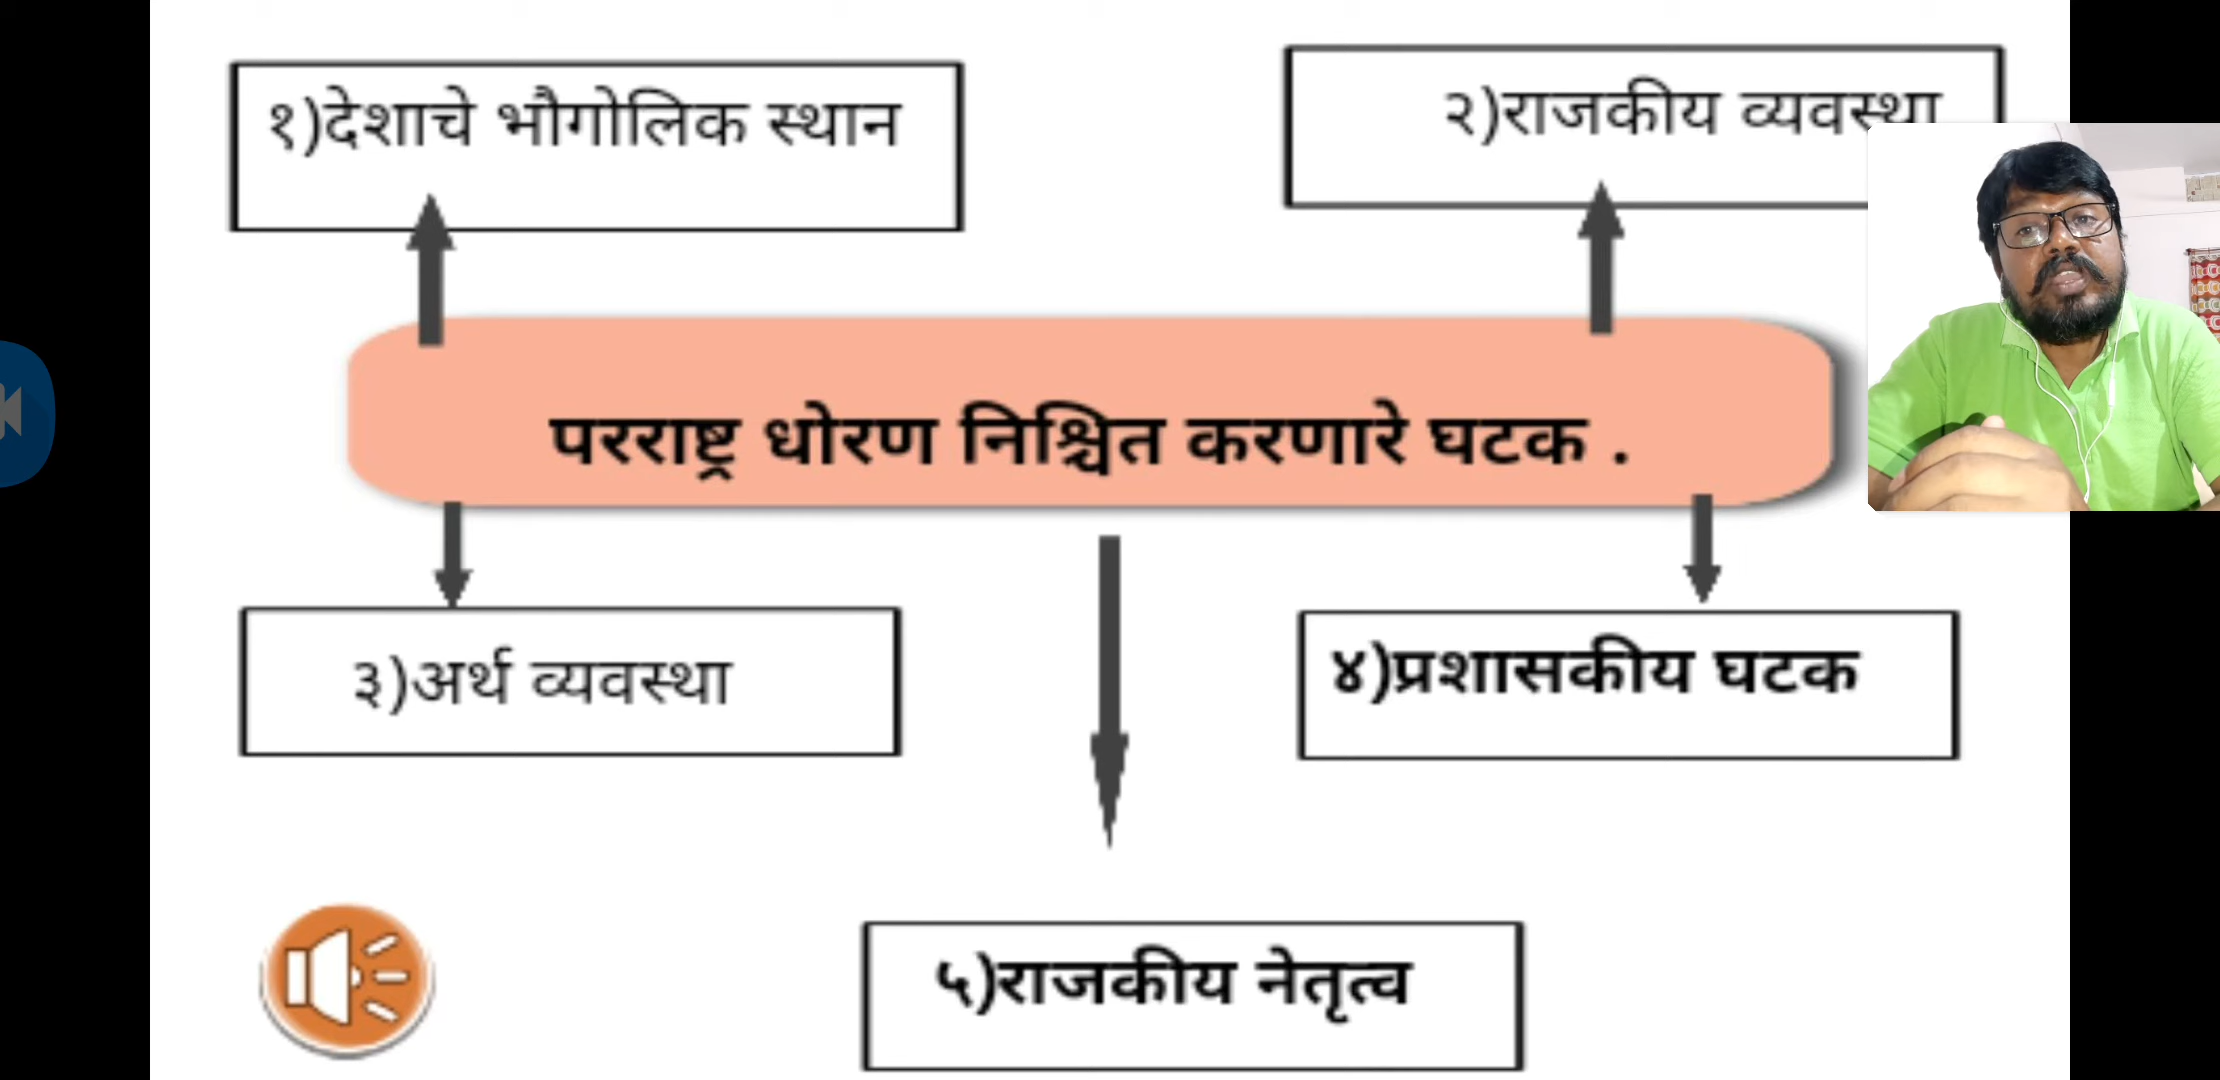 १)देशाचे भौगोलिक स्थान
२)राजकीय व्यवस्था
परराष्ट्र धोरण निश्चित करणारे घटक .
३)अर्थ व्यवस्था
४)प्रशासकीय घटक
५)राजकीय नेतृत्व